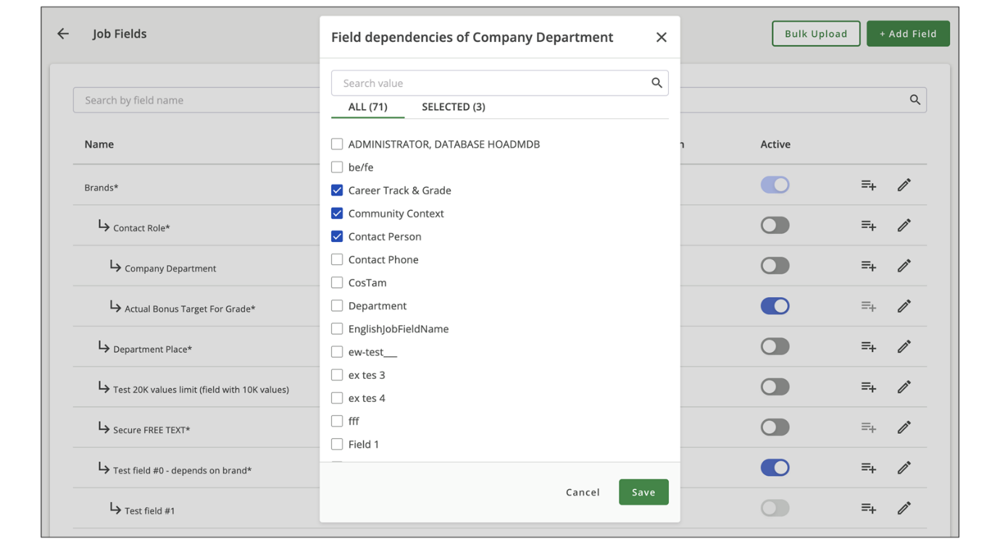 Job Fields
Bulk Upload
+ Add Field
Search by field name
Name
Active
Brands*
Contact Role*
Company Department
Actual Bonus Target For Grade*
Department Place*
Test 20K values limit (field with 10K values)
Secure FREE TEXT*
Test field #0 - depends on brand*
Test field #1
Field dependencies of Company Department
Search value
ALL (71) SELECTED (3)
ADMINISTRATOR, DATABASE HOADMDB
be/fe
Career Track & Grade
Community Context
Contact Person
Contact Phone
CosTam
Department
EnglishJobFieldName
ew-test___
ex tes 3
ex tes 4
fff
Field 1
Cancel
Save